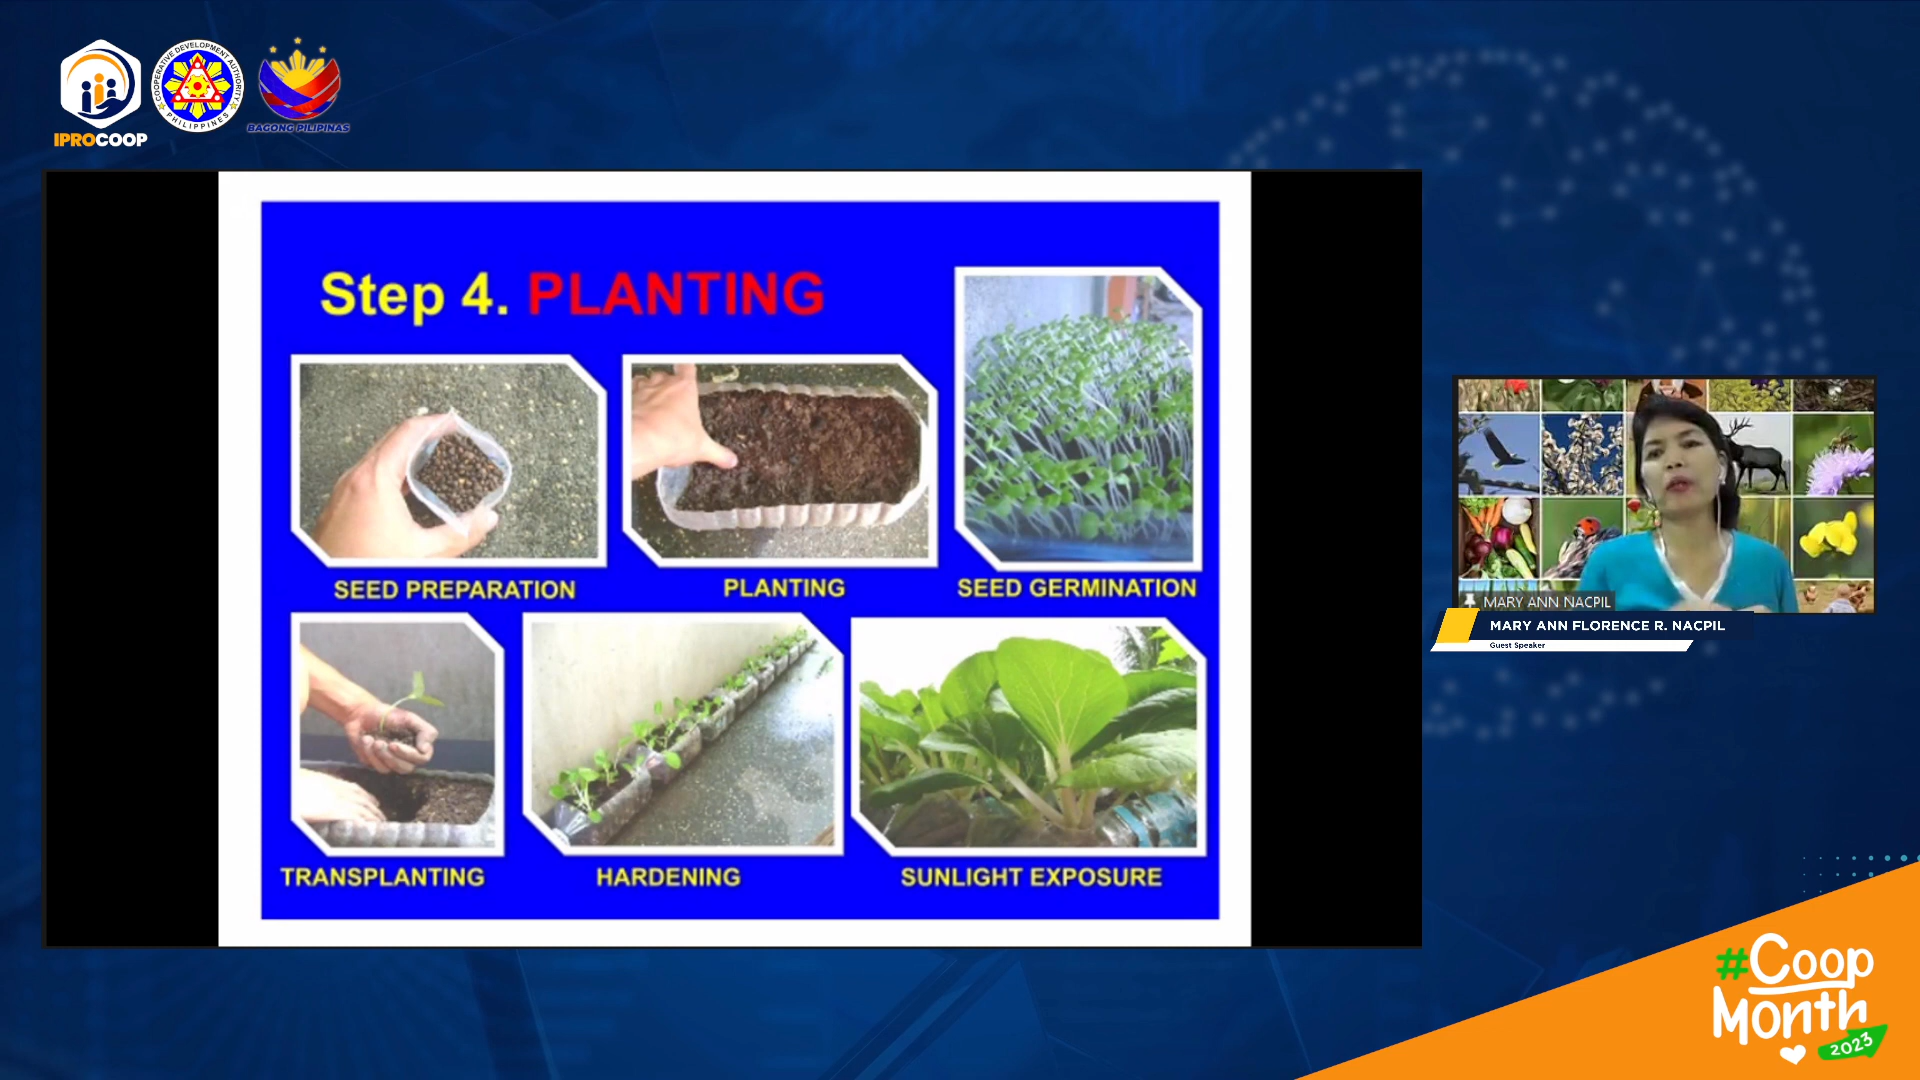 IPROCOOP
COOPERATIVE DEVELOPMENT AUTHORITY
PHILIPPINES
BAGONG PILIPINAS
Step 4. PLANTING
SEED PREPARATION
PLANTING
SEED GERMINATION
TRANSPLANTING
HARDENING
SUNLIGHT EXPOSURE
MARY ANN NACPIL
MARY ANN FLORENCE R. NACPIL
Guest Speaker
#Coop
Month
2023